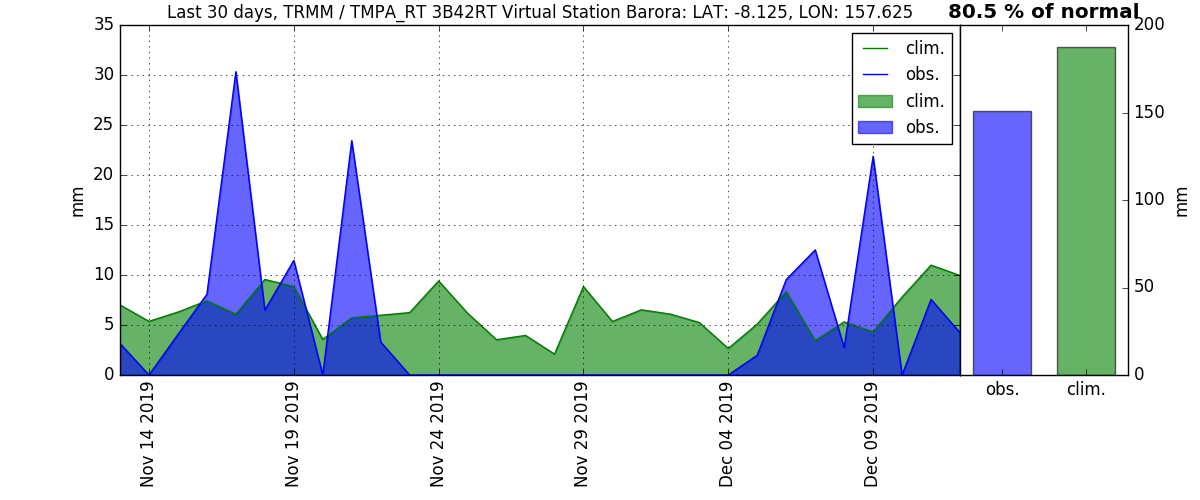 Last 30 days, TRMM / TMPA_RT 3B42RT Virtual Station Barora: LAT: -8.125, LON: 157.625
80.5 % of normal
35
30
25
20
15
10
5
0
mm
clim.
obs.
clim.
obs.
Nov 14 2019
Nov 19 2019
Nov 24 2019
Nov 29 2019
Dec 04 2019
Dec 09 2019
200
150
100
50
0
mm
obs.
clim.